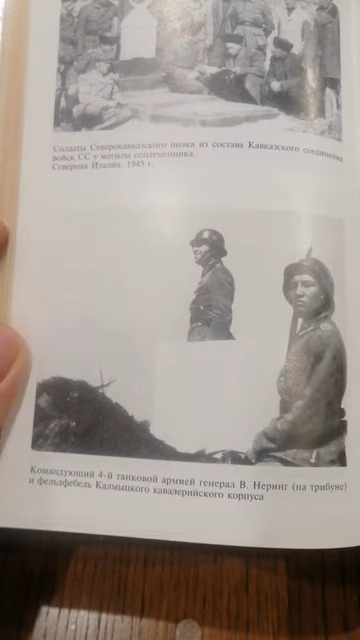 Солдаты Северокавказского полка из состава Кавказского соединения
войск СС у могилы соплеменника.
Северная Италия, 1945 г.
Командующий 4-й танковой армией генерал В. Неринг (на трибуне)
и фельдфебель Калмыцкого кавалерийского корпуса